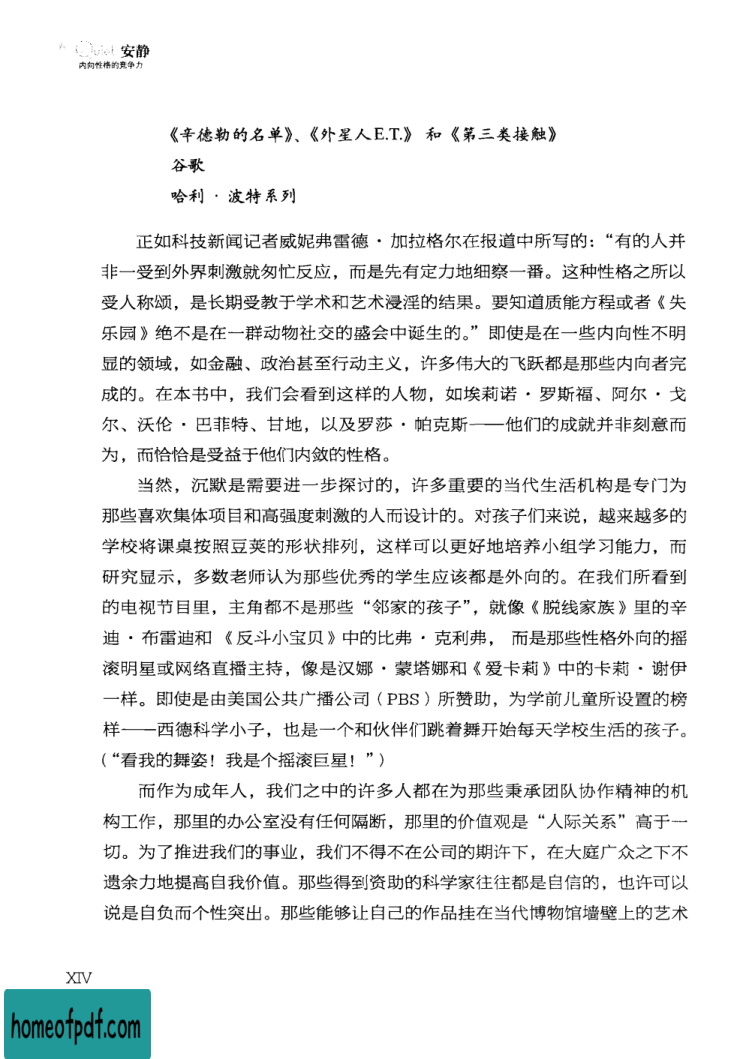 Quiet 安静
内向性格的竞争力
《辛德勒的名单》、《外星人E.T.》 和《第三类接触》
谷歌
哈利·波特系列
正如科技新闻记者威妮弗雷德·加拉格尔在报道中所写的：“有的人并
非一受到外界刺激就匆忙反应，而是先有定力地细察一番。这种性格之所以
受人称颂，是长期受教于学术和艺术浸淫的结果。要知道质能方程或者《失
乐园》绝不是在一群动物社交的盛会中诞生的。”即使是在一些内向性不明
显的领域，如金融、政治甚至行动主义，许多伟大的飞跃都是那些内向者完
成的。在本书中，我们会看到这样的人物，如埃莉诺·罗斯福、阿尔·戈
尔、沃伦·巴菲特、甘地，以及罗莎·帕克斯——他们的成就并非刻意而
为，而恰恰是受益于他们内敛的性格。
当然，沉默是需要进一步探讨的，许多重要的当代生活机构是专门为
那些喜欢集体项目和高强度刺激的人而设计的。对孩子们来说，越来越多的
学校将课桌按照豆荚的形状排列，这样可以更好地培养小组学习能力，而
研究显示，多数老师认为那些优秀的学生应该都是外向的。在我们所看到
的电视节目里，主角都不是那些“邻家的孩子”，就像《脱线家族》里的辛
迪·布雷迪和《反斗小宝贝》中的比弗·克利弗， 而是那些性格外向的摇
滚明星或网络直播主持，像是汉娜·蒙塔娜和《爱卡莉》中的卡莉·谢伊
一样。即使是由美国公共广播公司（PBS）所赞助，为学前儿童所设置的榜
样——西德科学小子，也是一个和伙伴们跳着舞开始每天学校生活的孩子。
（“看我的舞姿！我是个摇滚巨星！”）
而作为成年人，我们之中的许多人都在为那些秉承团队协作精神的机
构工作，那里的办公室没有任何隔断，那里的价值观是“人际关系”高于一
切。为了推进我们的事业，我们不得不在公司的期许下，在大庭广众之下不
遗余力地提高自我价值。那些得到资助的科学家往往都是自信的，也许可以
说是自负而个性突出。那些能够让自己的作品挂在当代博物馆墙壁上的艺术
XIV
homeofpdf.com